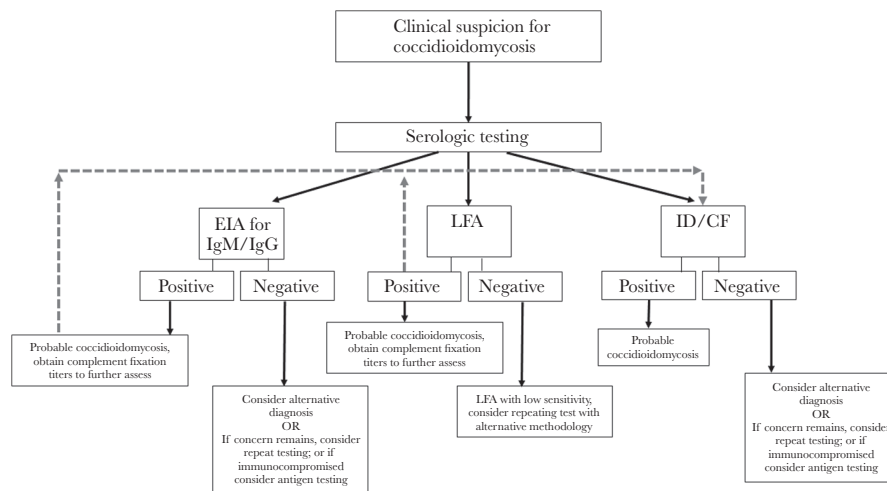 Clinical suspicion for
coccidioidomycosis
Serologic testing
EIA for
IgM/IgG
LFA
ID/CF
Positive
Negative
Positive
Negative
Positive
Negative
Probable coccidioidomycosis,
obtain complement fixation
titers to further assess
Probable coccidioidomycosis,
obtain complement fixation
titers to further assess
Probable
coccidioidomycosis
Consider alternative
diagnosis
OR
If concern remains, consider
repeat testing; or if
immunocompromised
consider antigen testing
LFA with low sensitivity,
consider repeating test with
alternative methodology
Consider alternative
diagnosis
OR
If concern remains, consider
repeat testing; or if
immunocompromised
consider antigen testing